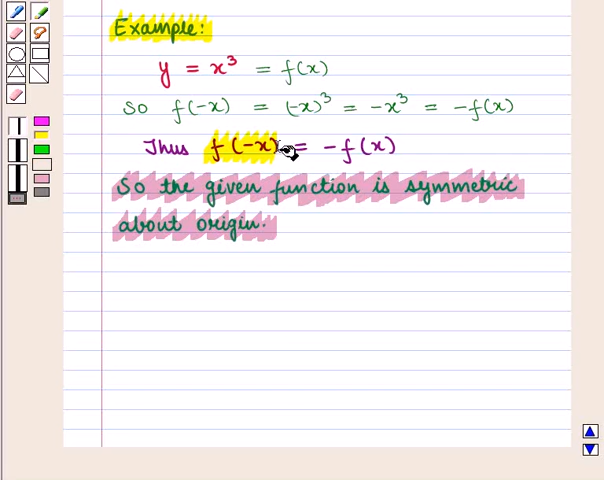 Example:
y = x³ = f(x)
So f(-x) = (-x)³ = -x³ = -f(x)
Thus f(-x) = -f(x)
So the given function is symmetric
about origin.